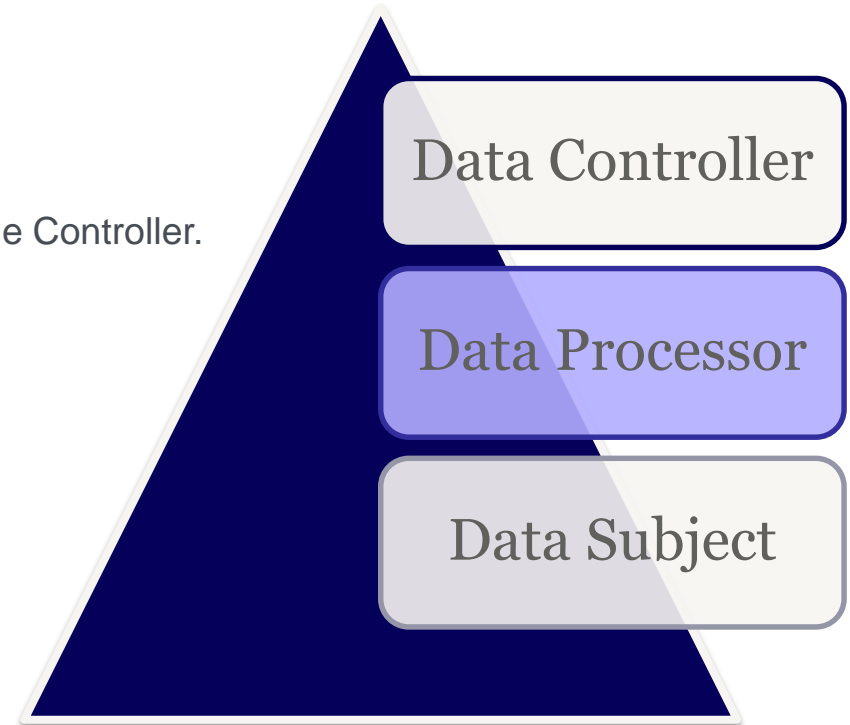 Data Controller
e Controller.
Data Processor
Data Subject